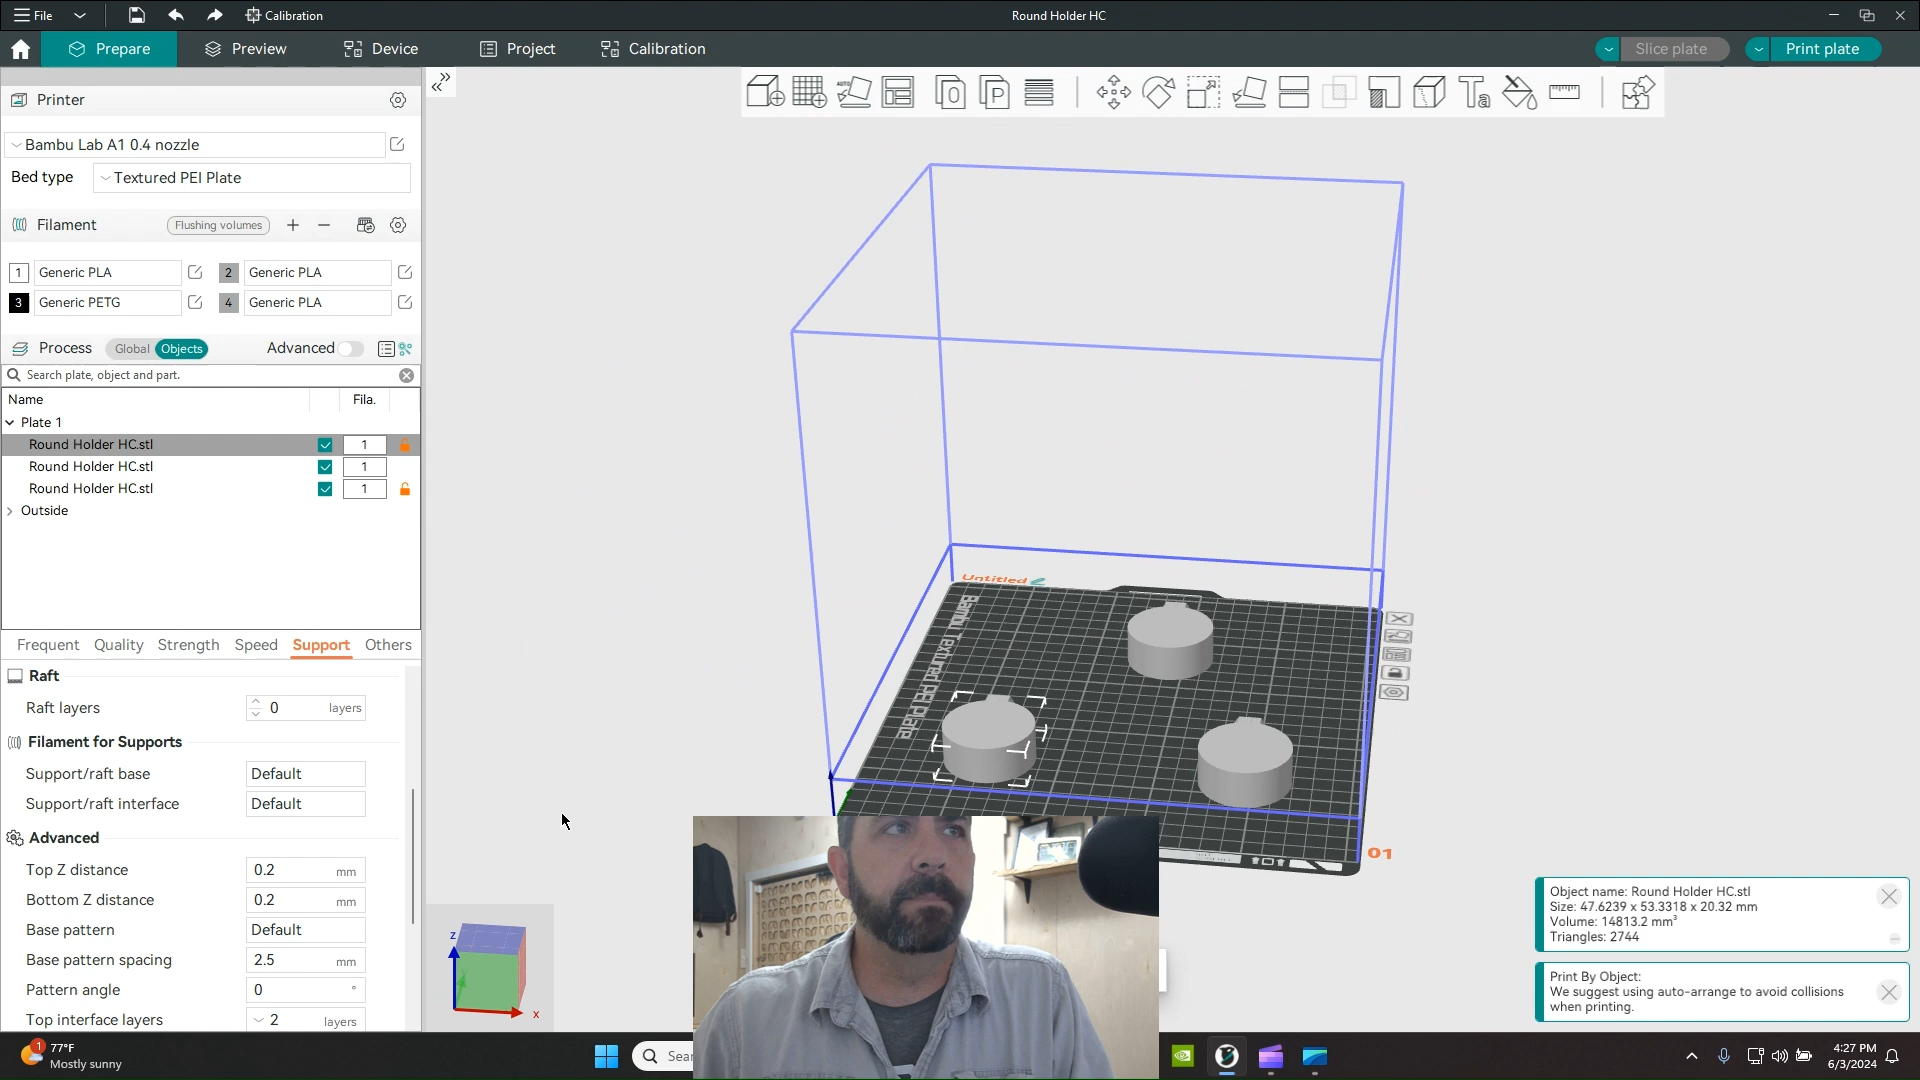 File
Calibration
Round Holder HC
Prepare
Preview
Device
Project
Calibration
Slice plate
Print plate
Printer
Bambu Lab A1 0.4 nozzle
Bed type
Textured PEI Plate
Filament
Flushing volumes
1 Generic PLA
2 Generic PLA
3 Generic PETG
4 Generic PLA
Process
Global
Objects
Advanced
Search plate, object and part.
Name
Fila.
Plate 1
Round Holder HC.stl 1
Round Holder HC.stl 1
Round Holder HC.stl 1
Outside
Frequent
Quality
Strength
Speed
Support
Others
Raft
Raft layers 0 layers
Filament for Supports
Support/raft base Default
Support/raft interface Default
Advanced
Top Z distance 0.2 mm
Bottom Z distance 0.2 mm
Base pattern Default
Base pattern spacing 2.5 mm
Pattern angle 0 °
Top interface layers 2 layers
AUTO
Untitled
Bambu Textured PEI Plate
01
z
x
Object name: Round Holder HC.stl
Size: 47.6239 x 53.3318 x 20.32 mm
Volume: 14813.2 mm³
Triangles: 2744
Print By Object:
We suggest using auto-arrange to avoid collisions
when printing.
1
77°F
Mostly sunny
Sear
4:27 PM
6/3/2024